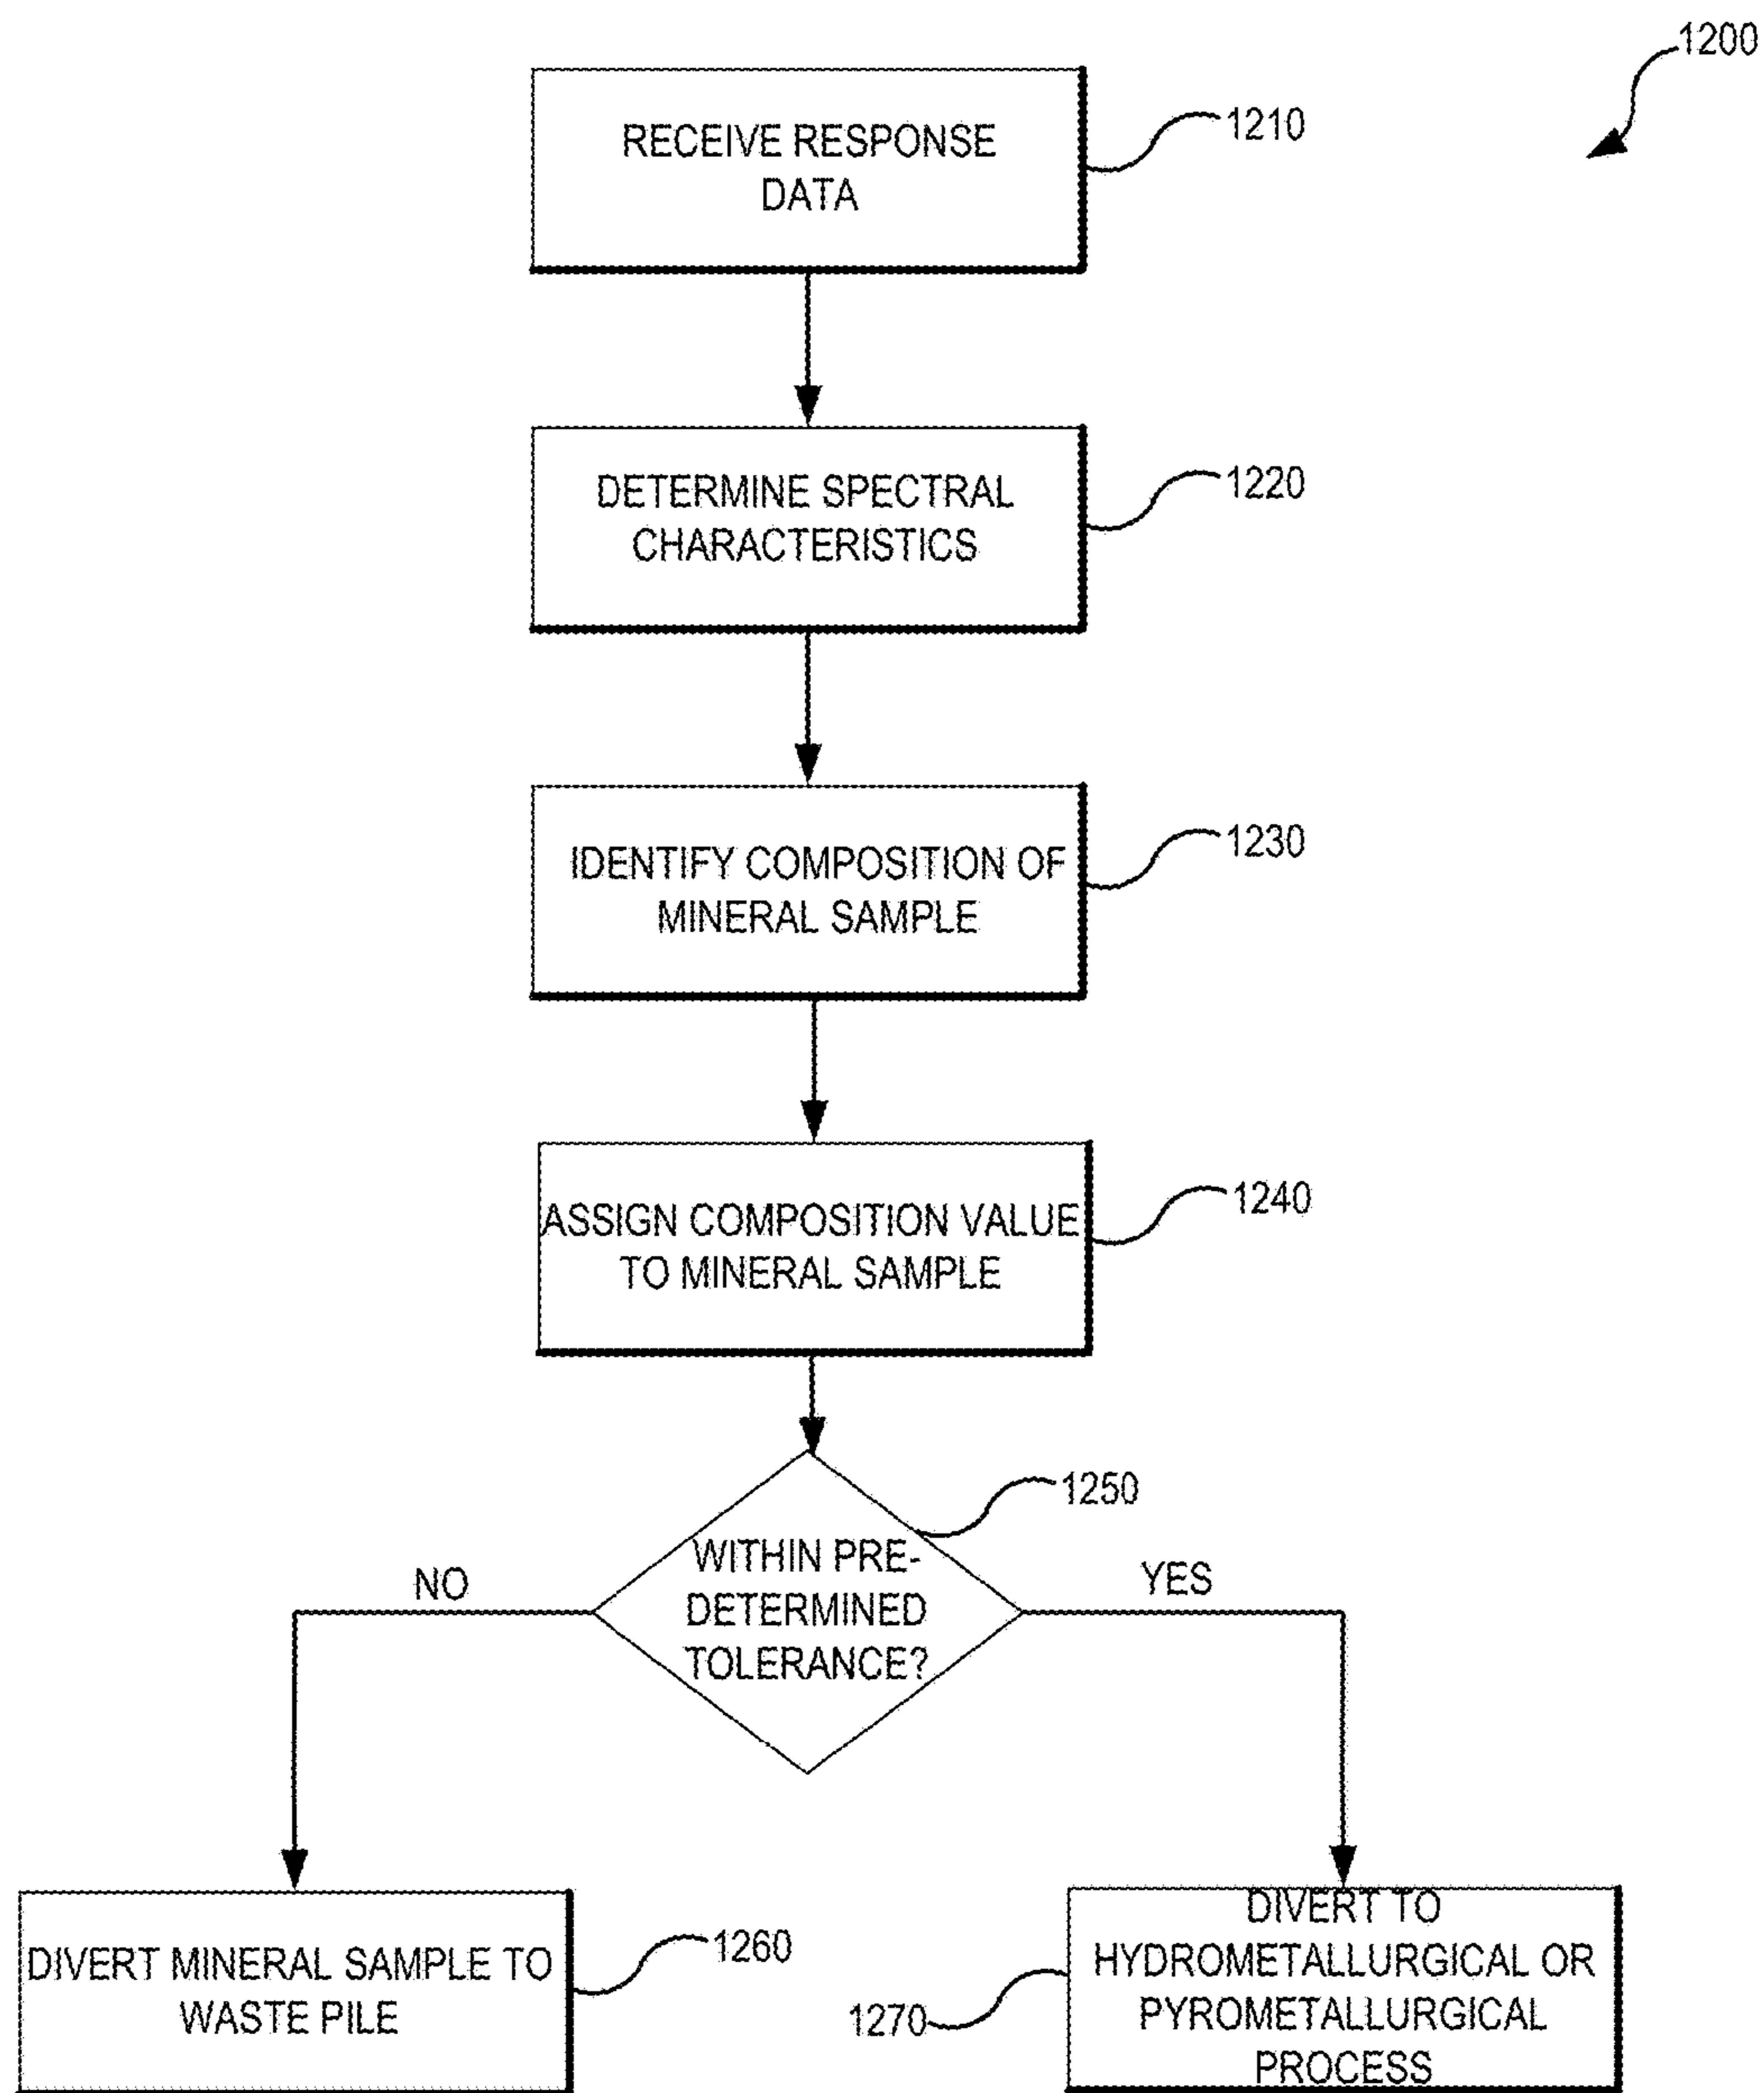 1200
RECEIVE RESPONSE
DATA
1210
DETERMINE SPECTRAL
CHARACTERISTICS
1220
IDENTIFY COMPOSITION OF
MINERAL SAMPLE
1230
ASSIGN COMPOSITION VALUE
TO MINERAL SAMPLE
1240
1250
WITHIN PRE-
DETERMINED
TOLERANCE?
NO
YES
DIVERT MINERAL SAMPLE TO
WASTE PILE
1260
DIVERT TO
HYDROMETALLURGICAL OR
PYROMETALLURGICAL
PROCESS
1270